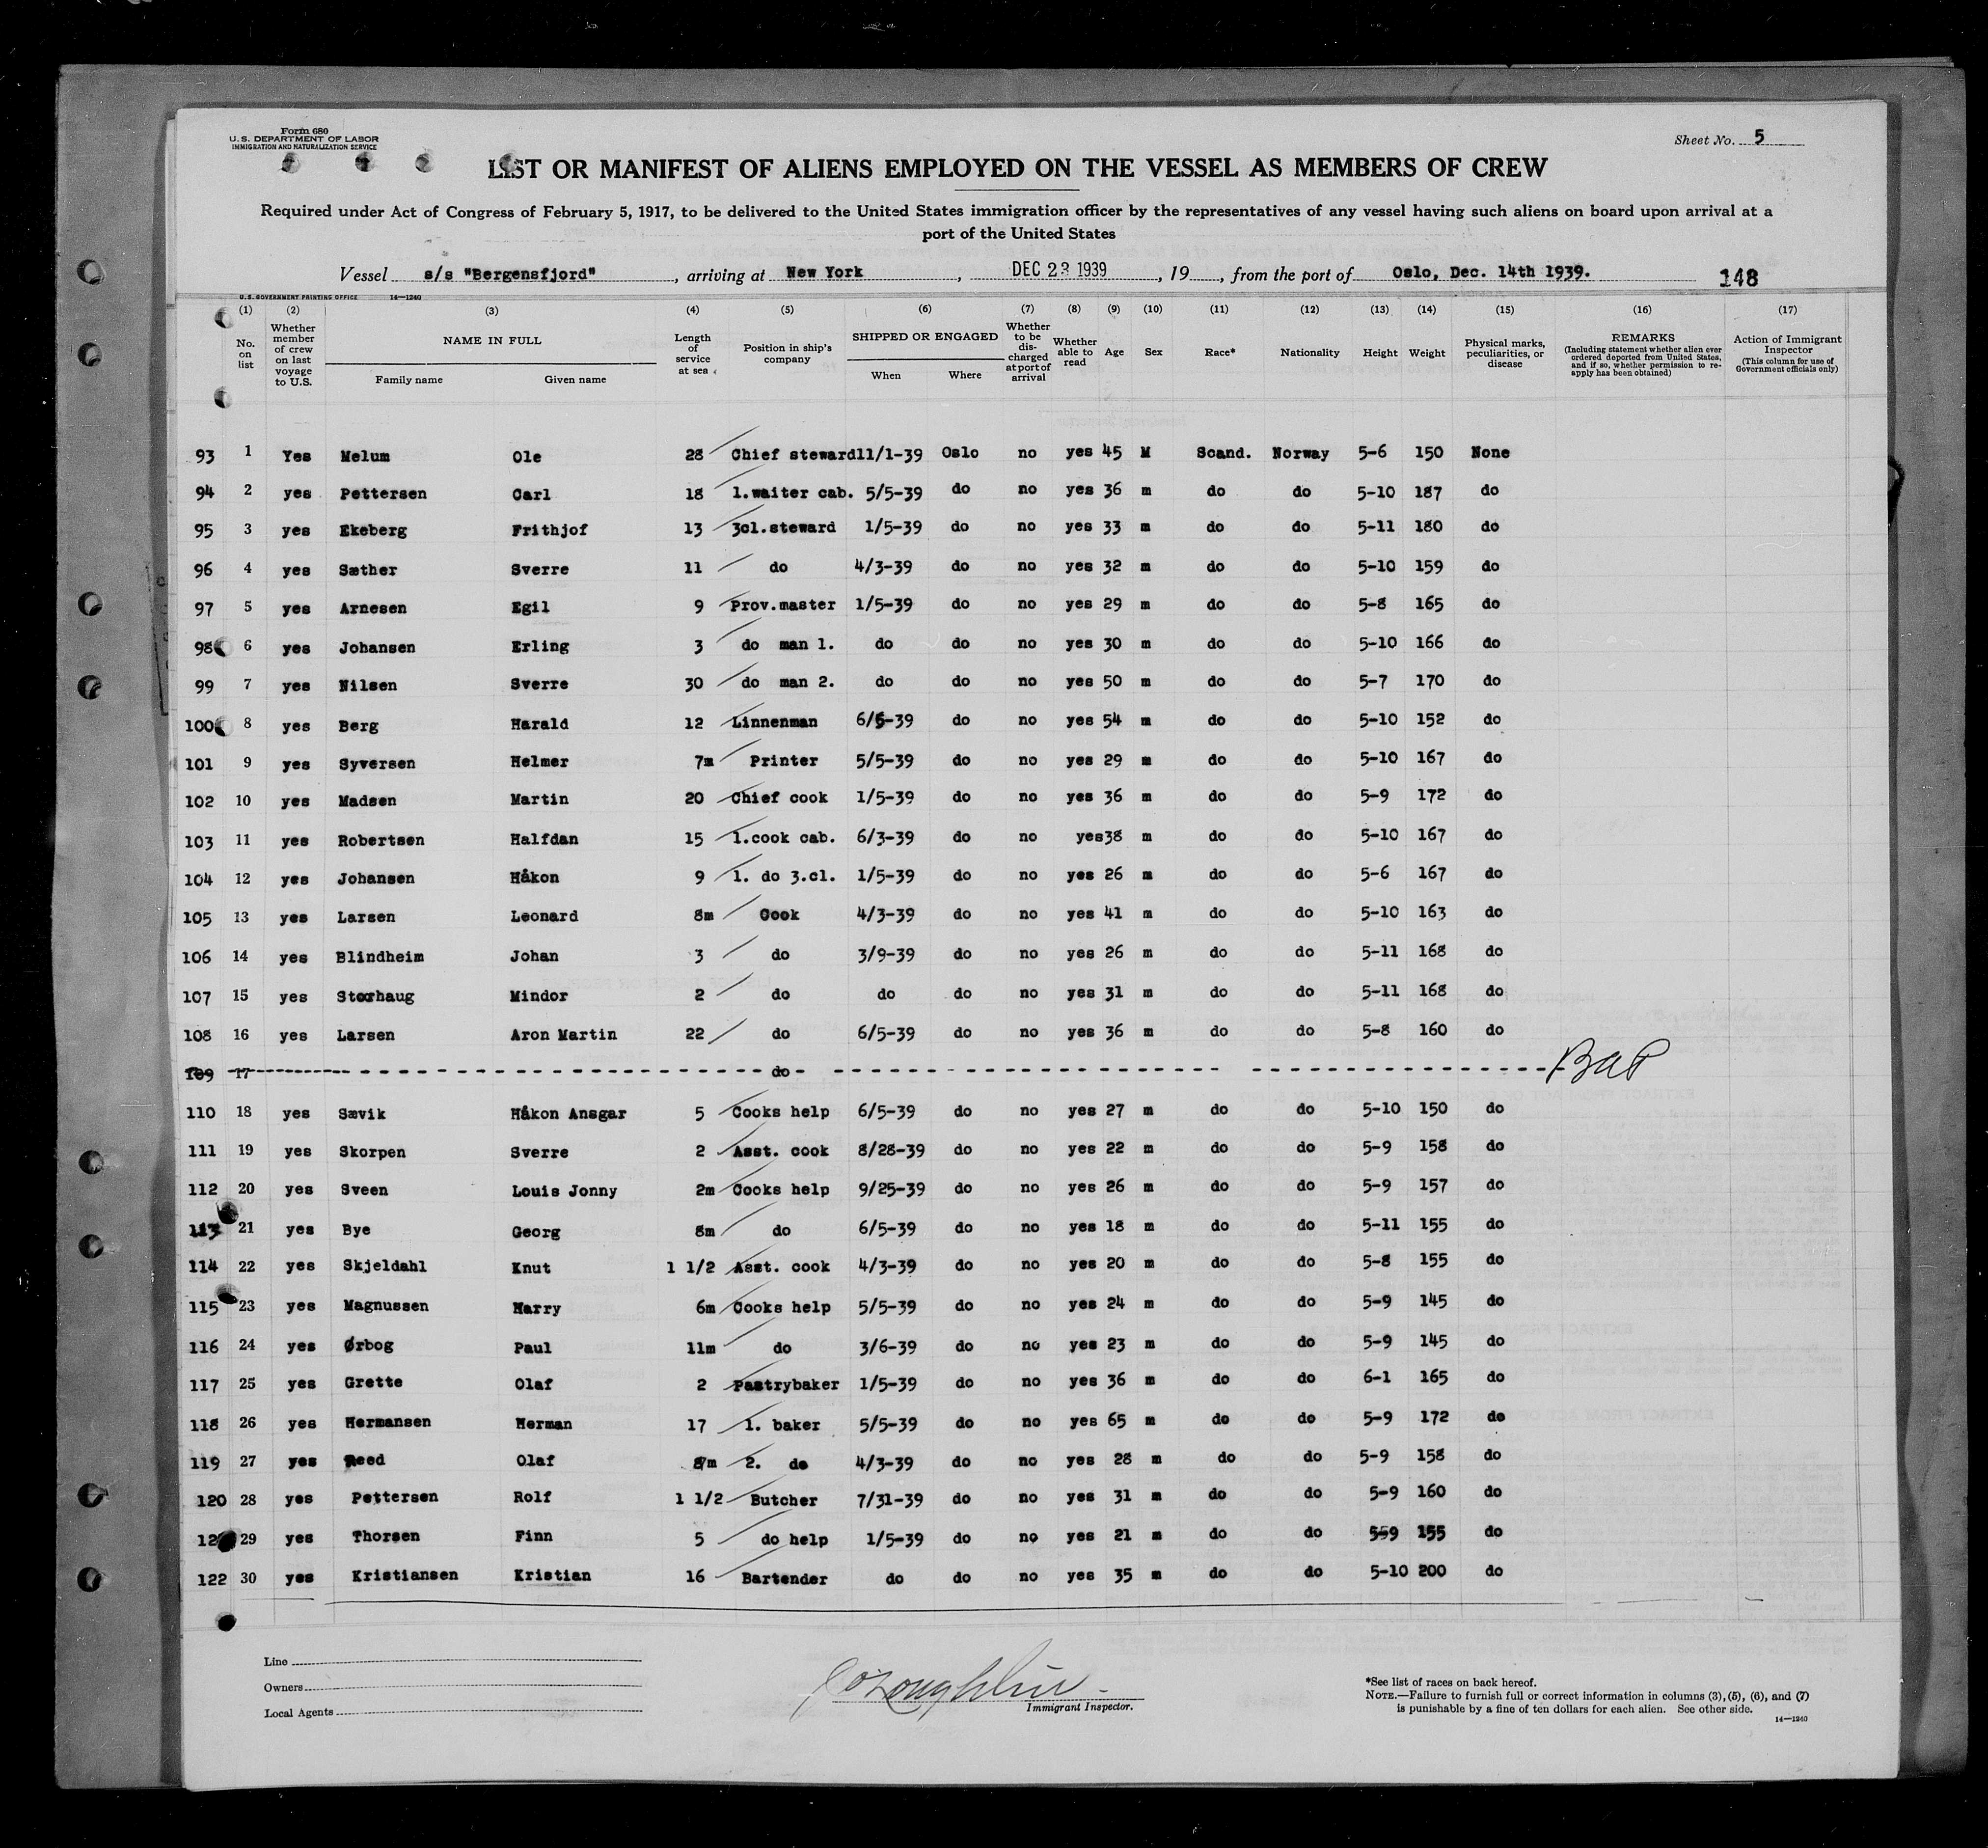 Form 680
U. S. DEPARTMENT OF LABOR
IMMIGRATION AND NATURALIZATION SERVICE
Sheet No. 5
LIST OR MANIFEST OF ALIENS EMPLOYED ON THE VESSEL AS MEMBERS OF CREW
Required under Act of Congress of February 5, 1917, to be delivered to the United States immigration officer by the representatives of any vessel having such aliens on board upon arrival at a
port of the United States
Vessel s/s "Bergensfjord", arriving at New York, DEC 23 1939, 19, from the port of Oslo, Dec. 14th 1939. 148
U. S. GOVERNMENT PRINTING OFFICE 14—1240
(1) (2) (3) (4) (5) (6) (7) (8) (9) (10) (11) (12) (13) (14) (15) (16) (17)
No. on list
Whether member of crew on last voyage to U.S.
NAME IN FULL
Family name Given name
Length of service at sea
Position in ship's company
SHIPPED OR ENGAGED
When Where
Whether to be discharged at port of arrival
Whether able to read
Age
Sex
Race*
Nationality
Height
Weight
Physical marks, peculiarities, or disease
REMARKS
(Including statement whether alien ever ordered deported from United States, and if so, whether permission to reapply has been obtained)
Action of Immigrant Inspector
(This column for use of Government officials only)
93 1 Yes Melum Ole 28 Chief steward 11/1-39 Oslo no yes 45 M Scand. Norway 5-6 150 None
94 2 yes Pettersen Carl 18 1.waiter cab. 5/5-39 do no yes 36 m do do 5-10 187 do
95 3 yes Ekeberg Frithjof 13 3cl.steward 1/5-39 do no yes 33 m do do 5-11 180 do
96 4 yes Sæther Sverre 11 do 4/3-39 do no yes 32 m do do 5-10 159 do
97 5 yes Arnesen Egil 9 Prov.master 1/5-39 do no yes 29 m do do 5-8 165 do
98 6 yes Johansen Erling 3 do man 1. do do no yes 30 m do do 5-10 166 do
99 7 yes Nilsen Sverre 30 do man 2. do do no yes 50 m do do 5-7 170 do
100 8 yes Berg Harald 12 Linnenman 6/5-39 do no yes 54 m do do 5-10 152 do
101 9 yes Syversen Helmer 7m Printer 5/5-39 do no yes 29 m do do 5-10 167 do
102 10 yes Madsen Martin 20 Chief cook 1/5-39 do no yes 36 m do do 5-9 172 do
103 11 yes Robertsen Halfdan 15 1.cook cab. 6/3-39 do no yes38 m do do 5-10 167 do
104 12 yes Johansen Håkon 9 1. do 3.cl. 1/5-39 do no yes 26 m do do 5-6 167 do
105 13 yes Larsen Leonard 8m Cook 4/3-39 do no yes 41 m do do 5-10 163 do
106 14 yes Blindheim Johan 3 do 3/9-39 do no yes 26 m do do 5-11 168 do
107 15 yes Storhaug Mindor 2 do do do no yes 31 m do do 5-11 168 do
108 16 yes Larsen Aron Martin 22 do 6/5-39 do no yes 36 m do do 5-8 160 do
109 17 do
110 18 yes Sævik Håkon Ansgar 5 Cooks help 6/5-39 do no yes 27 m do do 5-10 150 do
111 19 yes Skorpen Sverre 2 Asst. cook 8/28-39 do no yes 22 m do do 5-9 158 do
112 20 yes Sveen Louis Jonny 2m Cooks help 9/25-39 do no yes 26 m do do 5-9 157 do
113 21 yes Bye Georg 8m do 6/5-39 do no yes 18 m do do 5-11 155 do
114 22 yes Skjeldahl Knut 1 1/2 Asst. cook 4/3-39 do no yes 20 m do do 5-8 155 do
115 23 yes Magnussen Harry 6m Cooks help 5/5-39 do no yes 24 m do do 5-9 145 do
116 24 yes Ørbog Paul 11m do 3/6-39 do no yes 23 m do do 5-9 145 do
117 25 yes Grette Olaf 2 Pastrybaker 1/5-39 do no yes 36 m do do 6-1 165 do
118 26 yes Hermansen Herman 17 1. baker 5/5-39 do no yes 65 m do do 5-9 172 do
119 27 yes Reed Olaf 8m 2. do 4/3-39 do no yes 28 m do do 5-9 158 do
120 28 yes Pettersen Rolf 1 1/2 Butcher 7/31-39 do no yes 31 m do do 5-9 160 do
12 29 yes Thorsen Finn 5 do help 1/5-39 do no yes 21 m do do 559 155 do
122 30 yes Kristiansen Kristian 16 Bartender do do no yes 35 m do do 5-10 200 do
Line
Owners
Local Agents
Immigrant Inspector.
*See list of races on back hereof.
NOTE.—Failure to furnish full or correct information in columns (3), (5), (6), and (7)
is punishable by a fine of ten dollars for each alien. See other side.
14—1240